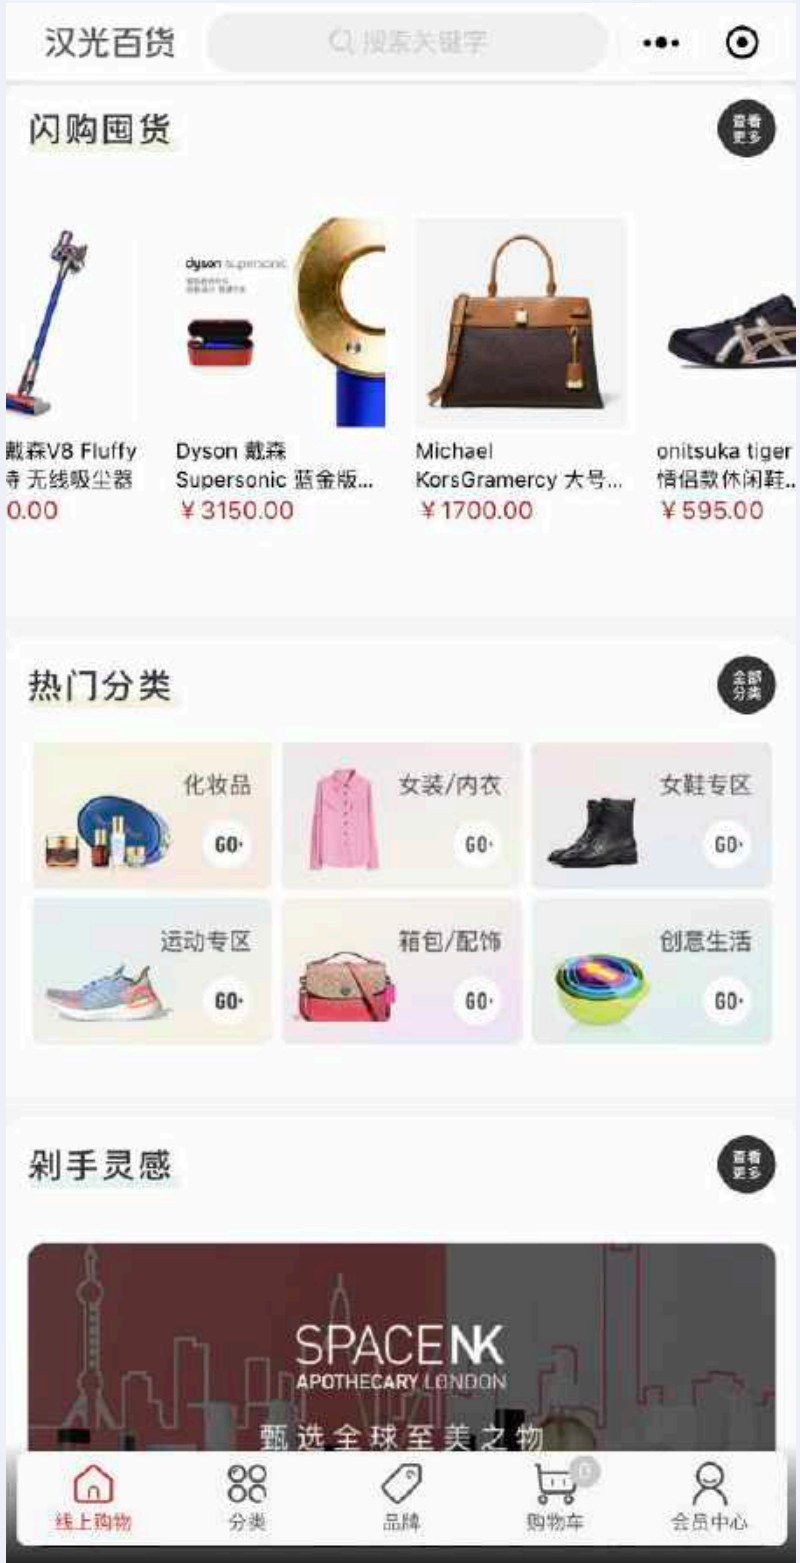 汉光百货
搜索关键字
闪购囤货
查看
更多
dyson supersonic
戴森V8 Fluffy
无线吸尘器
0.00
Dyson 戴森
Supersonic 蓝金版...
￥3150.00
Michael
KorsGramercy 大号...
￥1700.00
onitsuka tiger
情侣款休闲鞋...
￥595.00
热门分类
全部
分类
化妆品
GO
女装/内衣
GO
女鞋专区
GO
运动专区
GO
箱包/配饰
GO
创意生活
GO
剁手灵感
查看
更多
SPACENK
APOTHECARY LONDON
甄选全球至美之物
线上购物
分类
品牌
0
购物车
会员中心